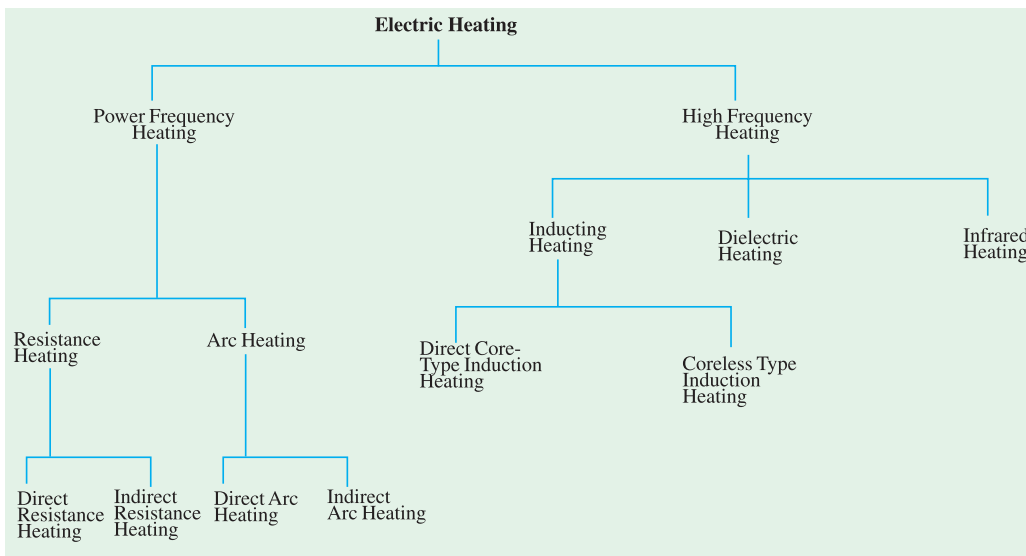 Electric Heating
Power Frequency
Heating
High Frequency
Heating
Inducting
Heating
Dielectric
Heating
Infrared
Heating
Resistance
Heating
Arc Heating
Direct Core-
Type Induction
Heating
Coreless Type
Induction
Heating
Direct
Resistance
Heating
Indirect
Resistance
Heating
Direct Arc
Heating
Indirect
Arc Heating